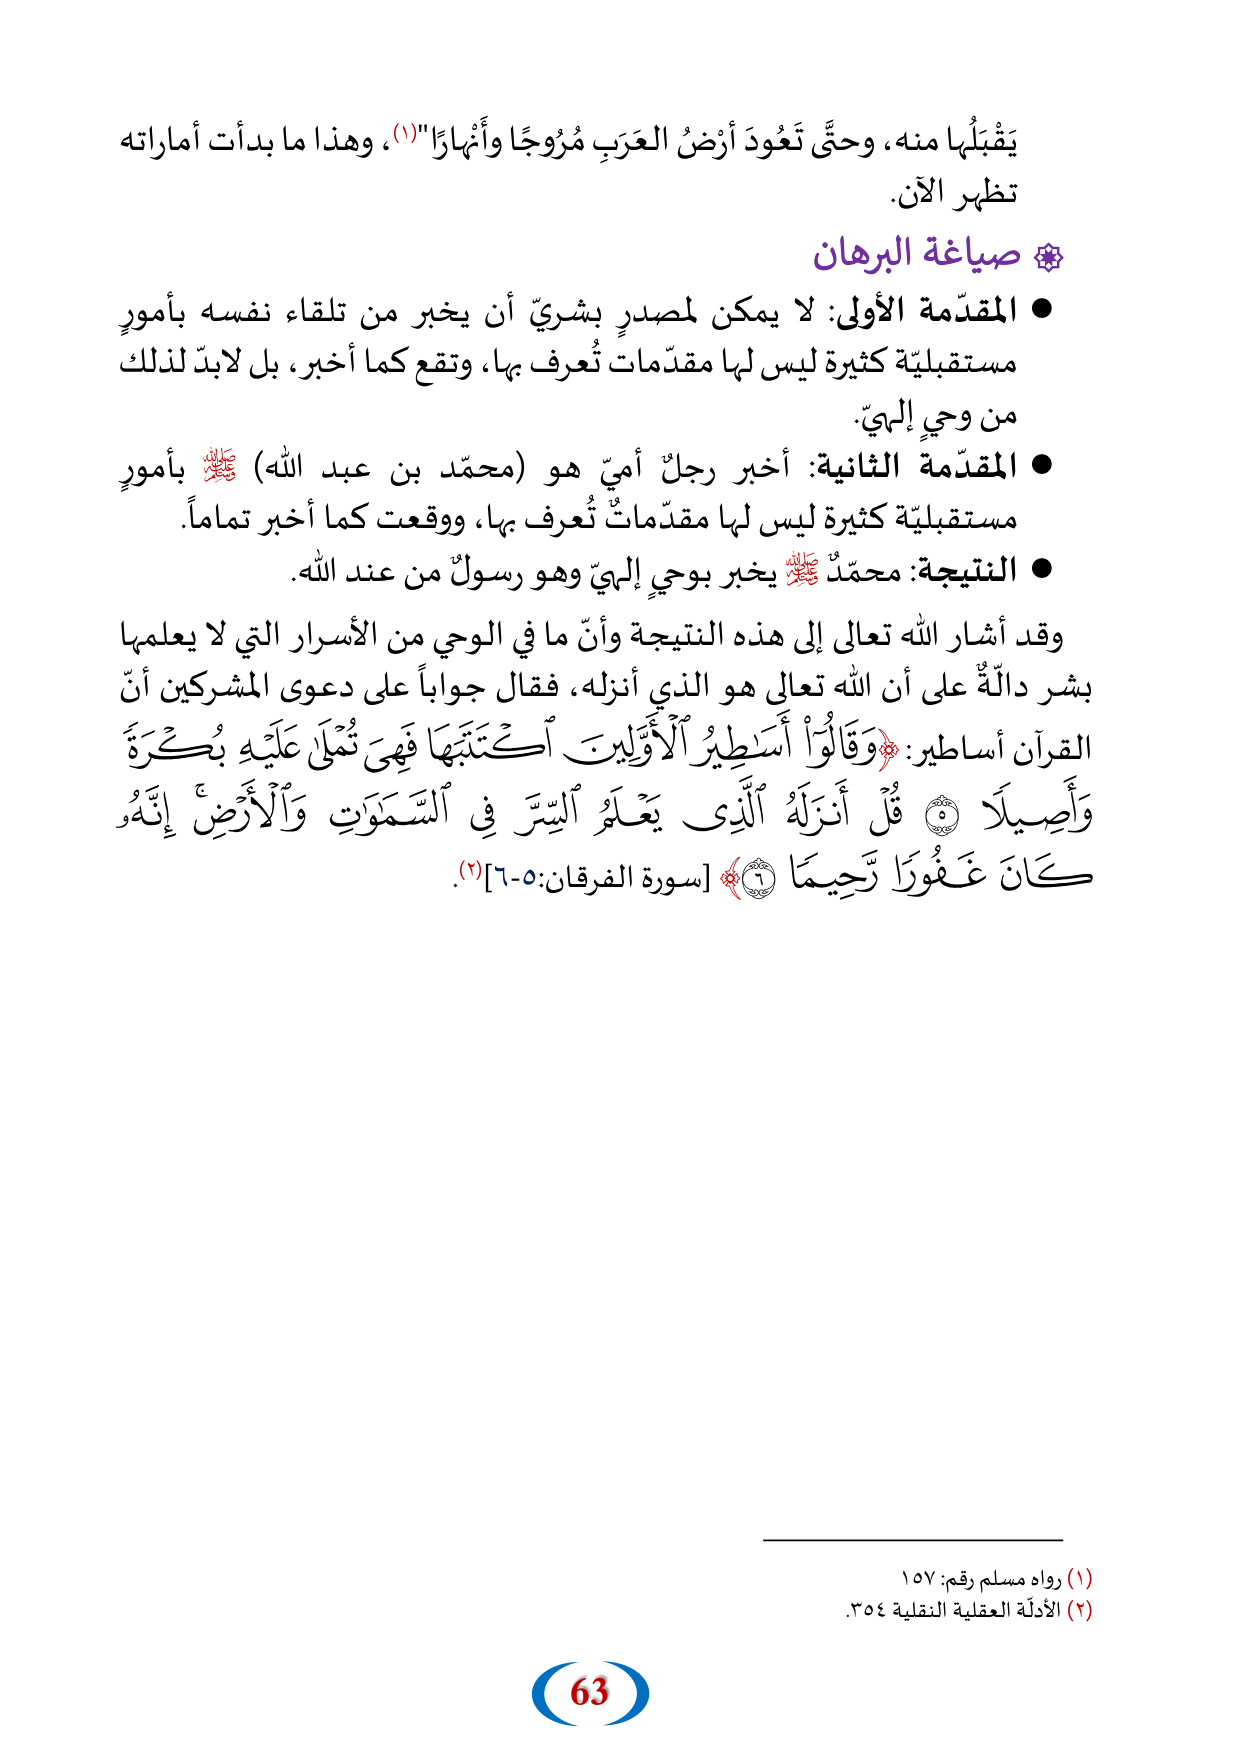 يَقْبَلُها منه، وحتَّى تَعُودَ أرْضُ العَرَبِ مُرُوجًا وأَنْهارًا"(١)، وهذا ما بدأت أماراته
تظهر الآن.
صياغة البرهان
● المقدّمة الأولى: لا يمكن لمصدرٍ بشريّ أن يخبر من تلقاء نفسه بأمورٍ
مستقبليّة كثيرة ليس لها مقدّمات تُعرف بها، وتقع كما أخبر، بل لابدّ لذلك
من وحيٍ إلهيّ.
● المقدّمة الثانية: أخبر رجلٌ أميّ هو (محمّد بن عبد الله) ﷺ بأمورٍ
مستقبليّة كثيرة ليس لها مقدّماتٌ تُعرف بها، ووقعت كما أخبر تماماً.
● النتيجة: محمّدٌ ﷺ يخبر بوحيٍ إلهيّ وهو رسولٌ من عند الله.
وقد أشار الله تعالى إلى هذه النتيجة وأنّ ما في الوحي من الأسرار التي لا يعلمها
بشر دالّةٌ على أن الله تعالى هو الذي أنزله، فقال جواباً على دعوى المشركين أنّ
القرآن أساطير: ﴿وَقَالُوٓا۟ أَسَـٰطِيرُ ٱلْأَوَّلِينَ ٱكْتَتَبَهَا فَهِىَ تُمْلَىٰ عَلَيْهِ بُكْرَةً
وَأَصِيلًا ٥ قُلْ أَنزَلَهُ ٱلَّذِى يَعْلَمُ ٱلسِّرَّ فِى ٱلسَّمَـٰوَٰتِ وَٱلْأَرْضِ ۚ إِنَّهُۥ
كَانَ غَفُورًا رَّحِيمًا ٦﴾ [سورة الفرقان:٥-٦](٢).
(١) رواه مسلم رقم: ١٥٧
(٢) الأدلّة العقلية النقلية ٣٥٤.
63